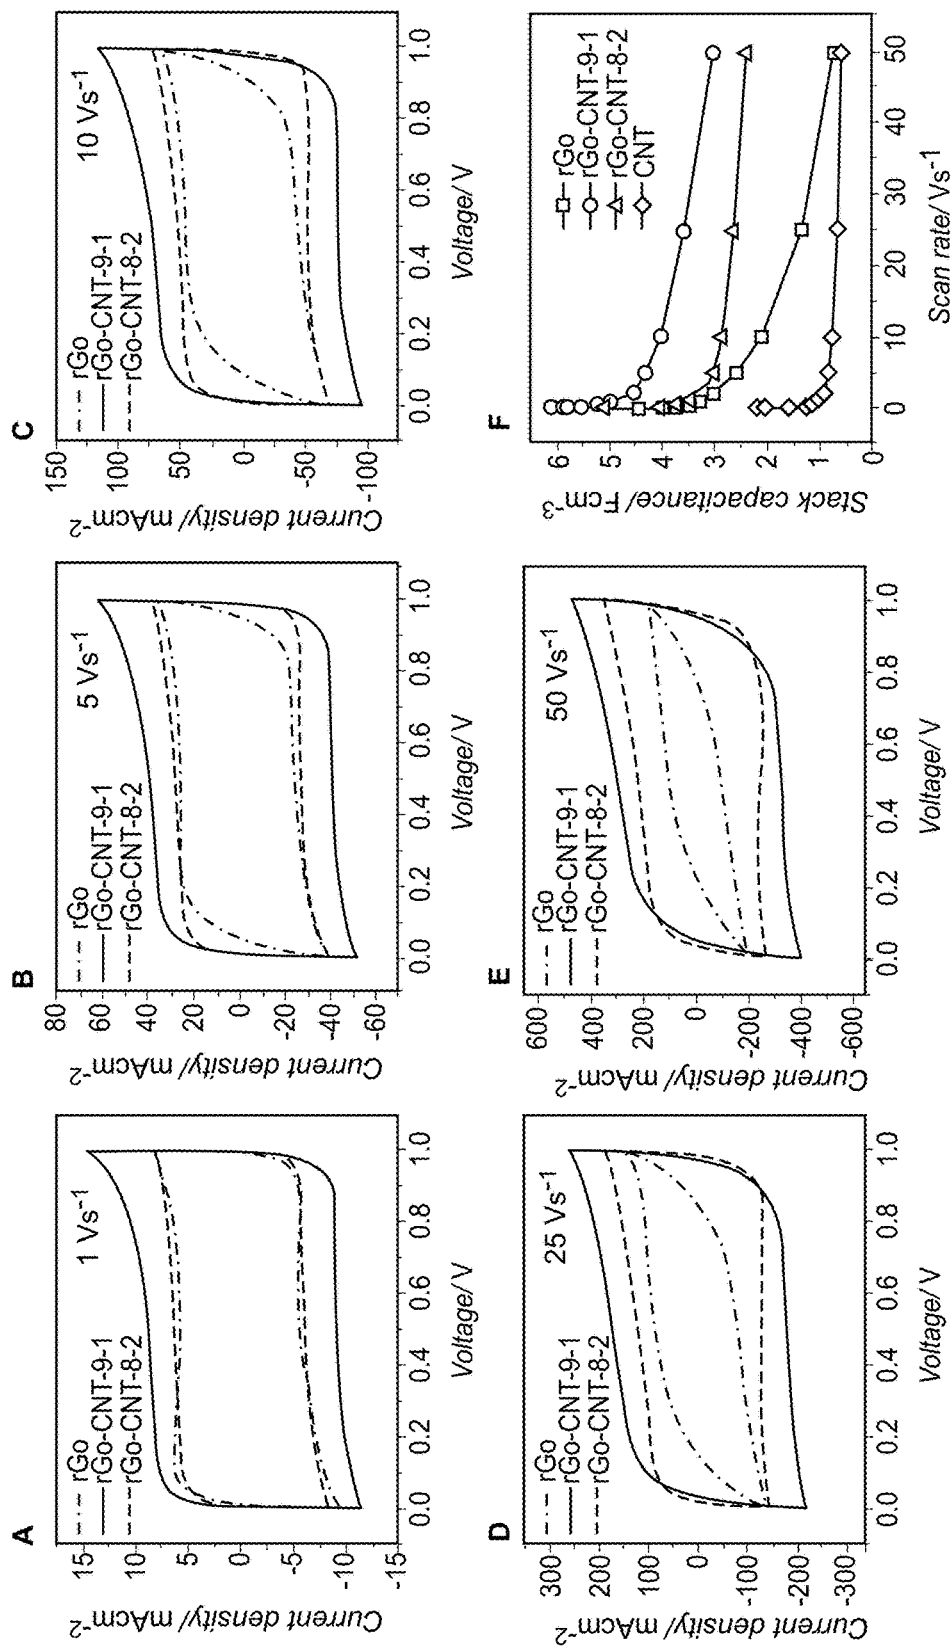 A
1 Vs⁻¹
rGo
rGo-CNT-9-1
rGo-CNT-8-2
15
10
5
0
-5
-10
-15
Current density/ mAcm⁻²
0.0 0.2 0.4 0.6 0.8 1.0
Voltage/ V
B
5 Vs⁻¹
rGo
rGo-CNT-9-1
rGo-CNT-8-2
80
60
40
20
0
-20
-40
-60
Current density/ mAcm⁻²
0.0 0.2 0.4 0.6 0.8 1.0
Voltage/ V
C
10 Vs⁻¹
rGo
rGo-CNT-9-1
rGo-CNT-8-2
150
100
50
0
-50
-100
Current density/ mAcm⁻²
0.0 0.2 0.4 0.6 0.8 1.0
Voltage/ V
D
25 Vs⁻¹
rGo
rGo-CNT-9-1
rGo-CNT-8-2
300
200
100
0
-100
-200
-300
Current density/ mAcm⁻²
0.0 0.2 0.4 0.6 0.8 1.0
Voltage/ V
E
50 Vs⁻¹
rGo
rGo-CNT-9-1
rGo-CNT-8-2
600
400
200
0
-200
-400
-600
Current density/ mAcm⁻²
0.0 0.2 0.4 0.6 0.8 1.0
Voltage/ V
F
rGo
rGo-CNT-9-1
rGo-CNT-8-2
CNT
6
5
4
3
2
1
0
Stack capacitance/ Fcm⁻³
0 10 20 30 40 50
Scan rate/ Vs⁻¹